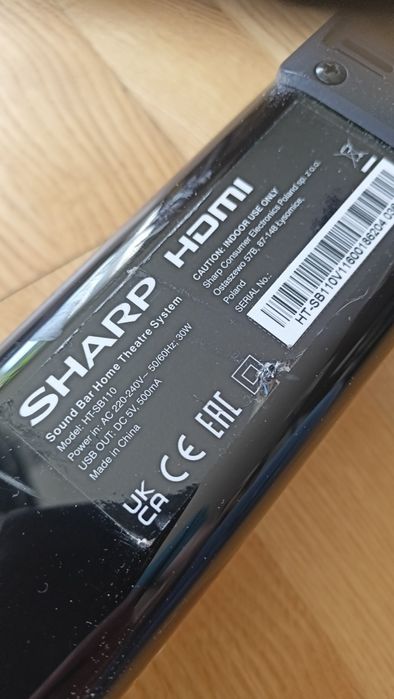 SHARP HDMI
Sound Bar Home Theatre System
Model: HT-SB110
Power in: AC 220-240V~ 50/60Hz, 30W
USB OUT: DC 5V, 500mA
Made in China
UK
CA
CE
EAC
CAUTION: INDOOR USE ONLY
Sharp Consumer Electronics Poland sp. z o.o.
Ostaszewo 57B, 87-148 Łysomice,
Poland
SERIAL No.: